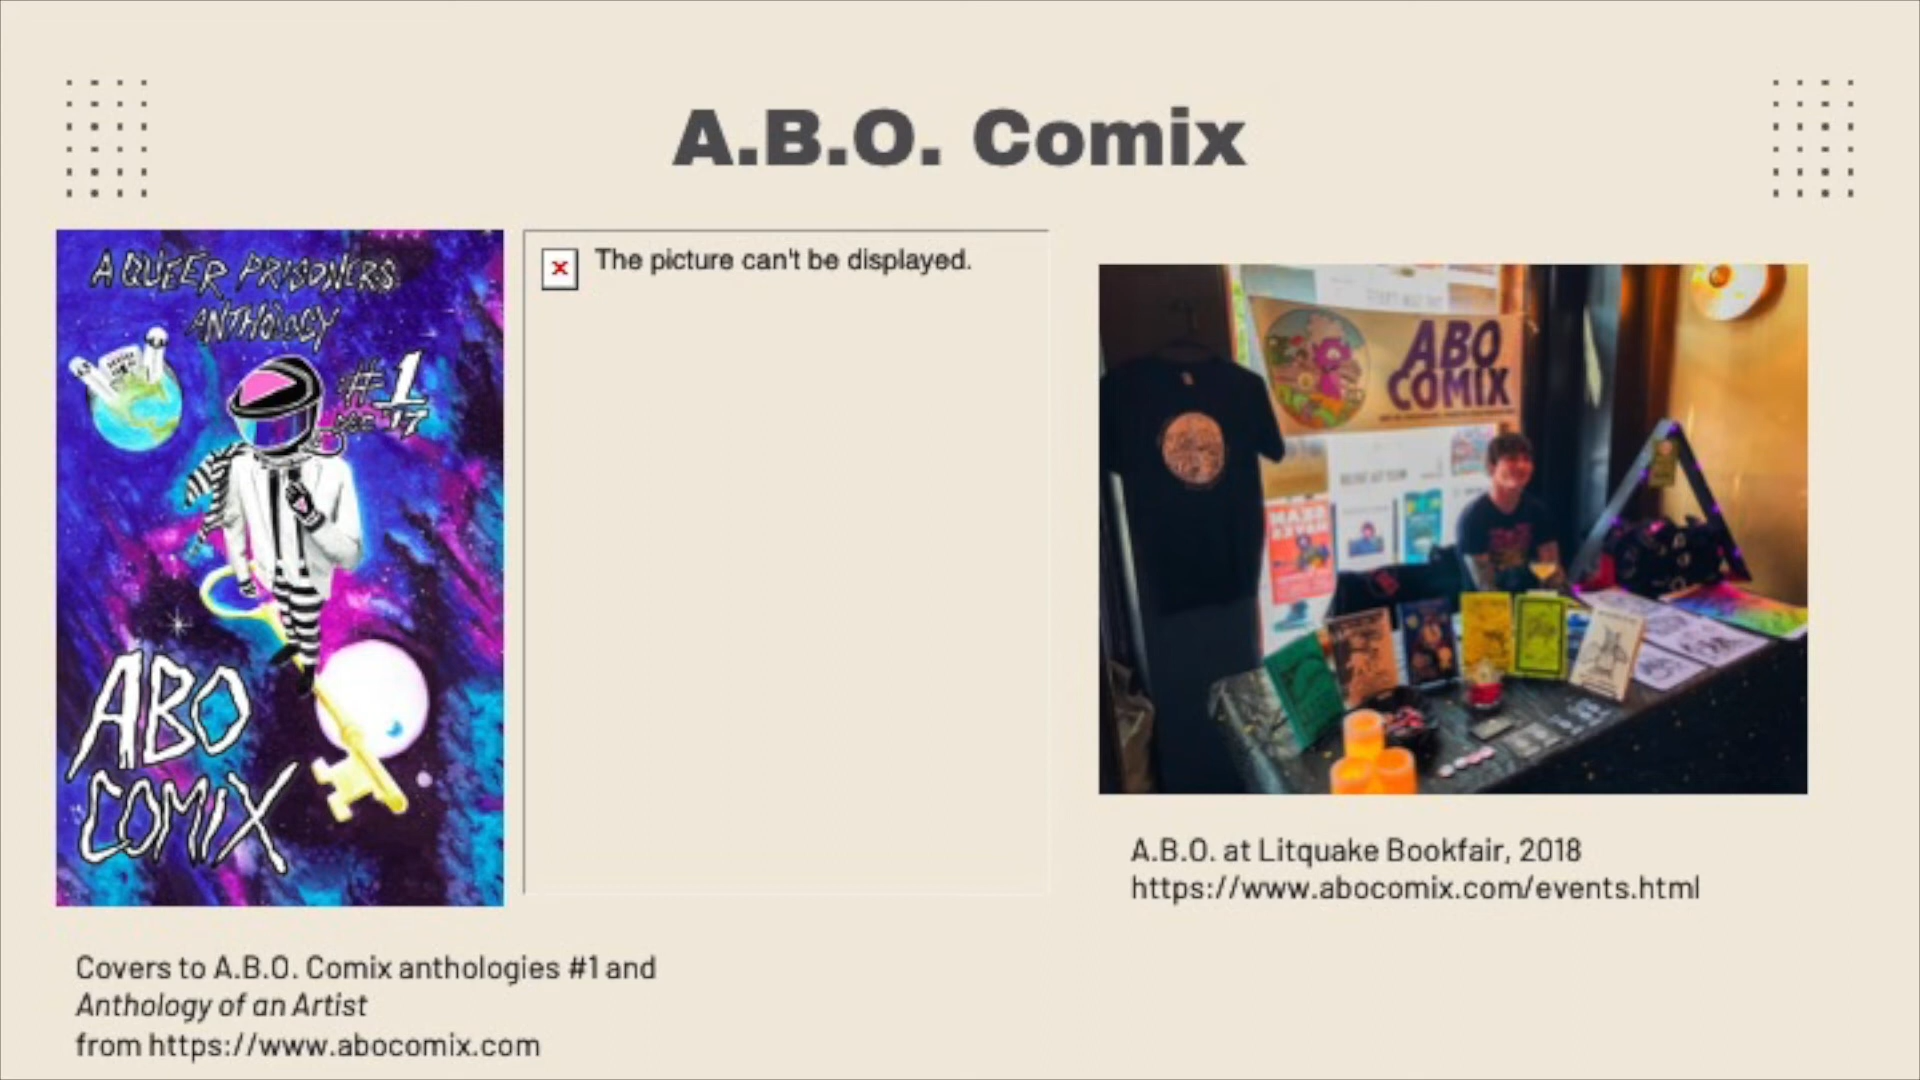 A.B.O. Comix
A QUEER PRISONERS
ANTHOLOGY
#1
DEC '17
ABO
COMIX
The picture can't be displayed.
ABO
COMIX
A.B.O. at Litquake Bookfair, 2018
https://www.abocomix.com/events.html
Covers to A.B.O. Comix anthologies #1 and
Anthology of an Artist
from https://www.abocomix.com